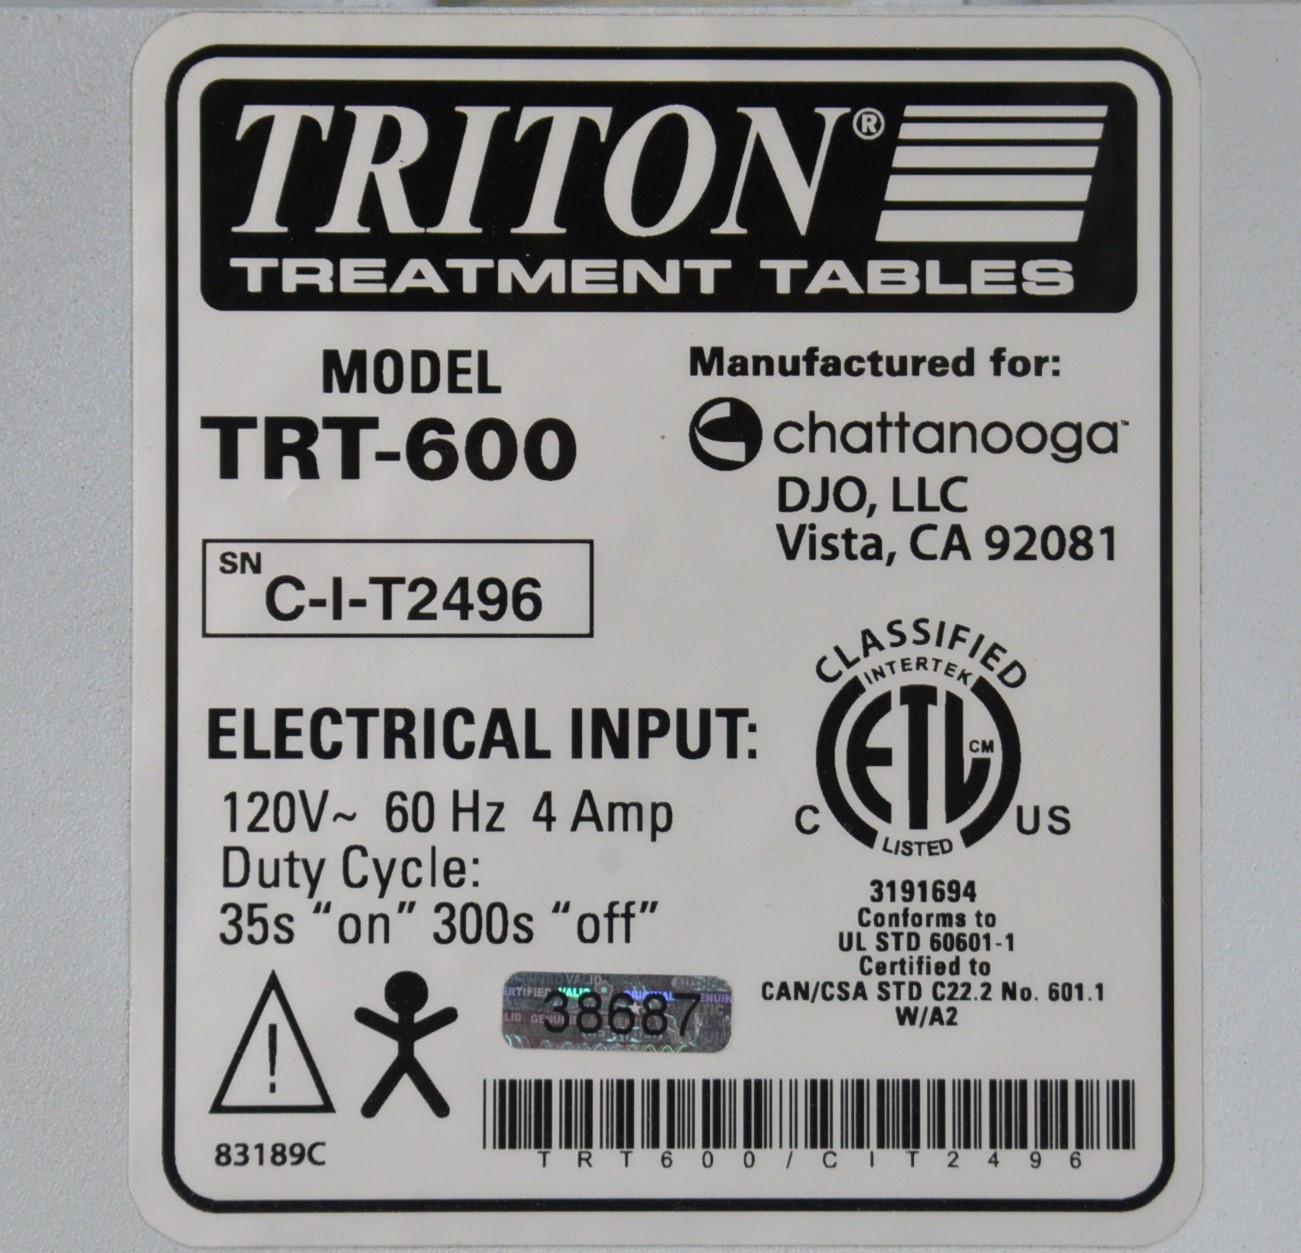 TRITON®
TREATMENT TABLES
MODEL
TRT-600
SN C-I-T2496
Manufactured for:
chattanooga™
DJO, LLC
Vista, CA 92081
ELECTRICAL INPUT:
120V~ 60 Hz 4 Amp
Duty Cycle:
35s “on” 300s “off”
CLASSIFIED
INTERTEK
ETL CM
C US
LISTED
3191694
Conforms to
UL STD 60601-1
Certified to
CAN/CSA STD C22.2 No. 601.1
W/A2
!
38687
83189C
TRT600/CIT2496